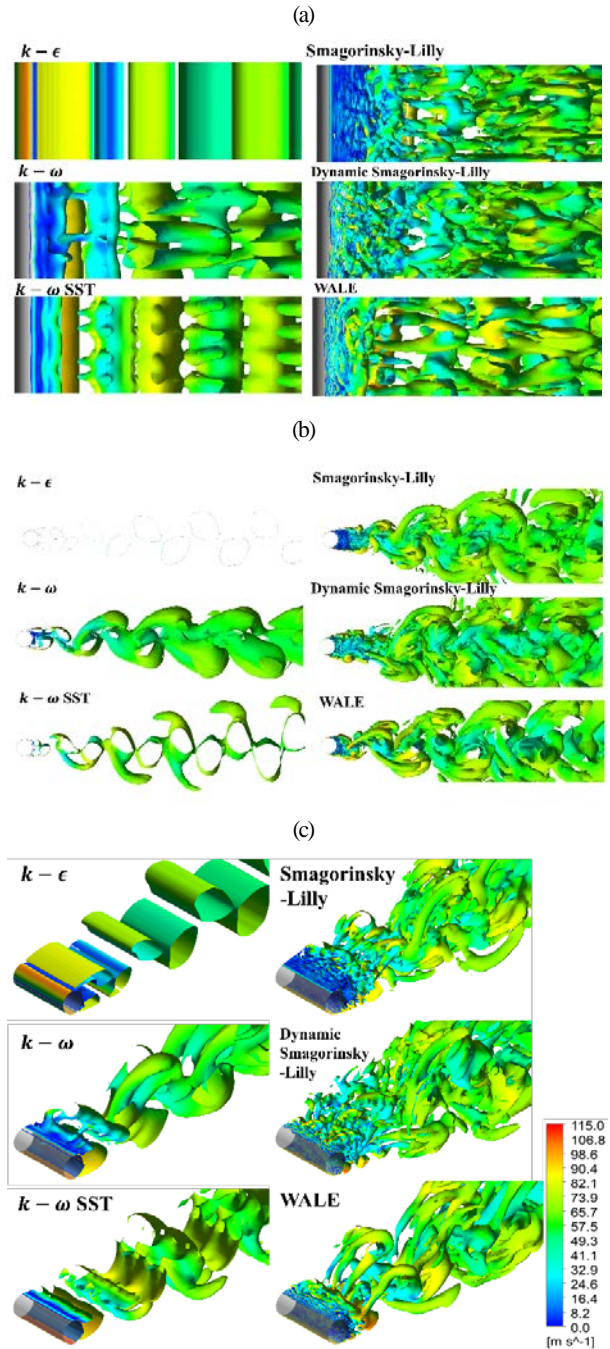 (a)
k − ϵ
Smagorinsky-Lilly
k − ω
Dynamic Smagorinsky-Lilly
k − ω SST
WALE
(b)
k − ϵ
Smagorinsky-Lilly
k − ω
Dynamic Smagorinsky-Lilly
k − ω SST
WALE
(c)
k − ϵ
Smagorinsky
-Lilly
k − ω
Dynamic
Smagorinsky
-Lilly
k − ω SST
WALE
115.0
106.8
98.6
90.4
82.1
73.9
65.7
57.5
49.3
41.1
32.9
24.6
16.4
8.2
0.0
[m s^-1]